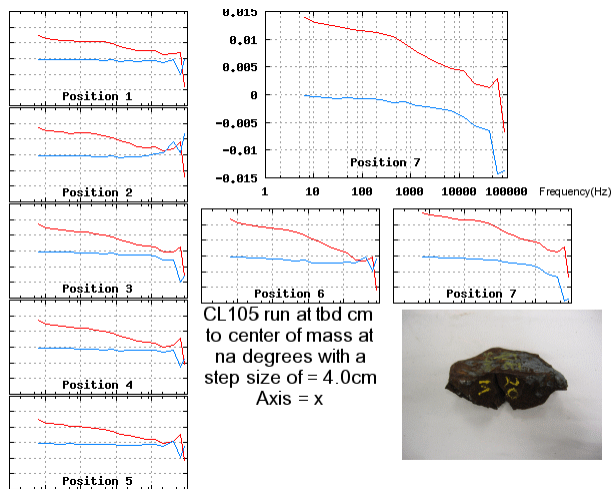 Position 1
Position 2
Position 3
Position 4
Position 5
0.015
0.01
0.005
0
-0.005
-0.01
-0.015
Position 7
1 10 100 1000 10000 100000 Frequency(Hz)
Position 6
Position 7
CL105 run at tbd cm
to center of mass at
na degrees with a
step size of = 4.0cm
Axis = x
20
M